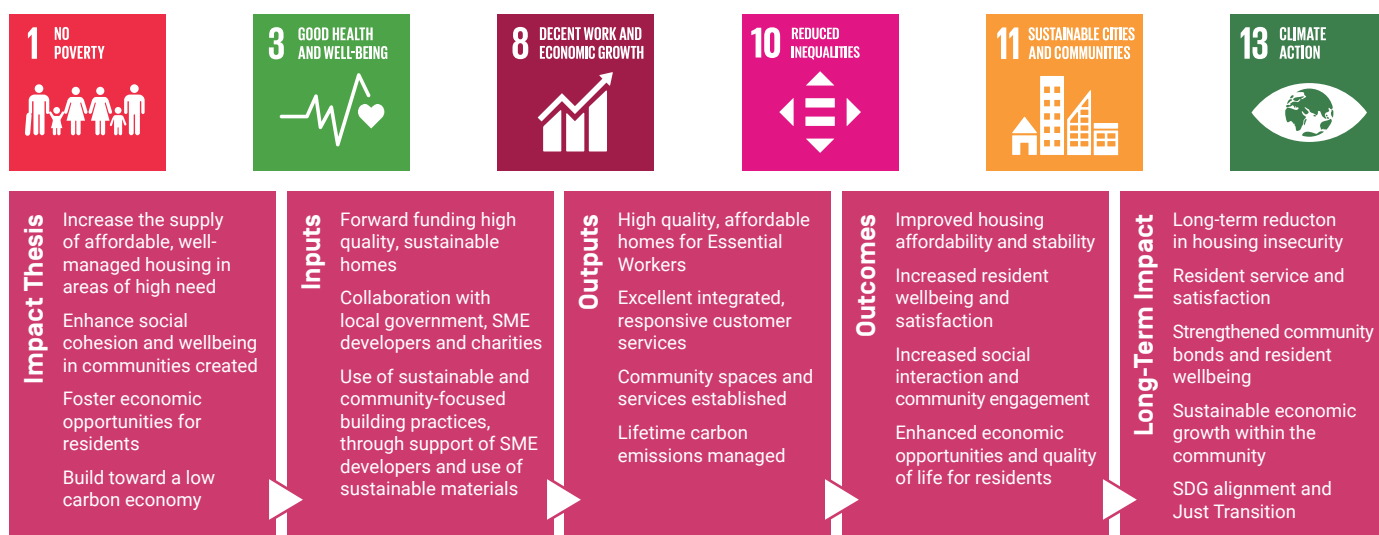 1 NO
POVERTY
3 GOOD HEALTH
AND WELL-BEING
8 DECENT WORK AND
ECONOMIC GROWTH
10 REDUCED
INEQUALITIES
11 SUSTAINABLE CITIES
AND COMMUNITIES
13 CLIMATE
ACTION
Impact Thesis
Increase the supply
of affordable, well-
managed housing in
areas of high need
Enhance social
cohesion and wellbeing
in communities created
Foster economic
opportunities for
residents
Build toward a low
carbon economy
Inputs
Forward funding high
quality, sustainable
homes
Collaboration with
local government, SME
developers and charities
Use of sustainable and
community-focused
building practices,
through support of SME
developers and use of
sustainable materials
Outputs
High quality, affordable
homes for Essential
Workers
Excellent integrated,
responsive customer
services
Community spaces and
services established
Lifetime carbon
emissions managed
Outcomes
Improved housing
affordability and stability
Increased resident
wellbeing and
satisfaction
Increased social
interaction and
community engagement
Enhanced economic
opportunities and quality
of life for residents
Long-Term Impact
Long-term reducton
in housing insecurity
Resident service and
satisfaction
Strengthened community
bonds and resident
wellbeing
Sustainable economic
growth within the
community
SDG alignment and
Just Transition